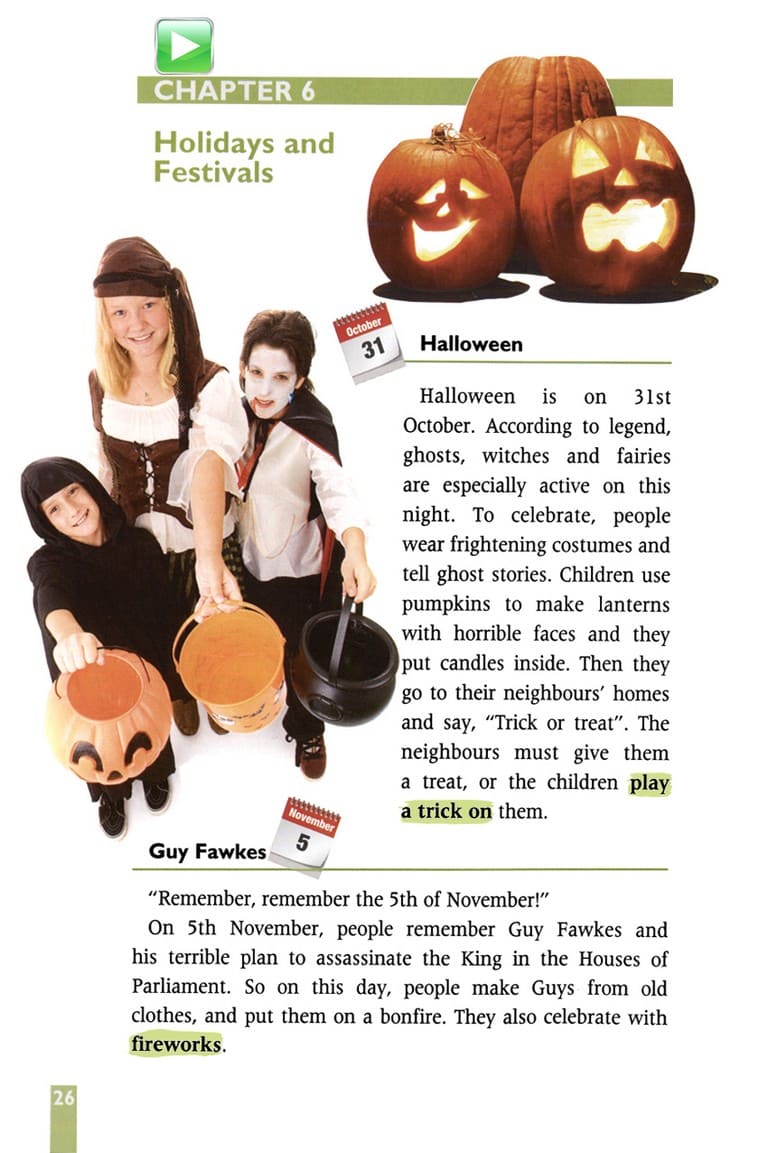 CHAPTER 6
Holidays and
Festivals
October
31
Halloween
Halloween is on 31st
October. According to legend,
ghosts, witches and fairies
are especially active on this
night. To celebrate, people
wear frightening costumes and
tell ghost stories. Children use
pumpkins to make lanterns
with horrible faces and they
put candles inside. Then they
go to their neighbours’ homes
and say, “Trick or treat”. The
neighbours must give them
a treat, or the children play
a trick on them.
November
5
Guy Fawkes
“Remember, remember the 5th of November!”
On 5th November, people remember Guy Fawkes and
his terrible plan to assassinate the King in the Houses of
Parliament. So on this day, people make Guys from old
clothes, and put them on a bonfire. They also celebrate with
fireworks.
26